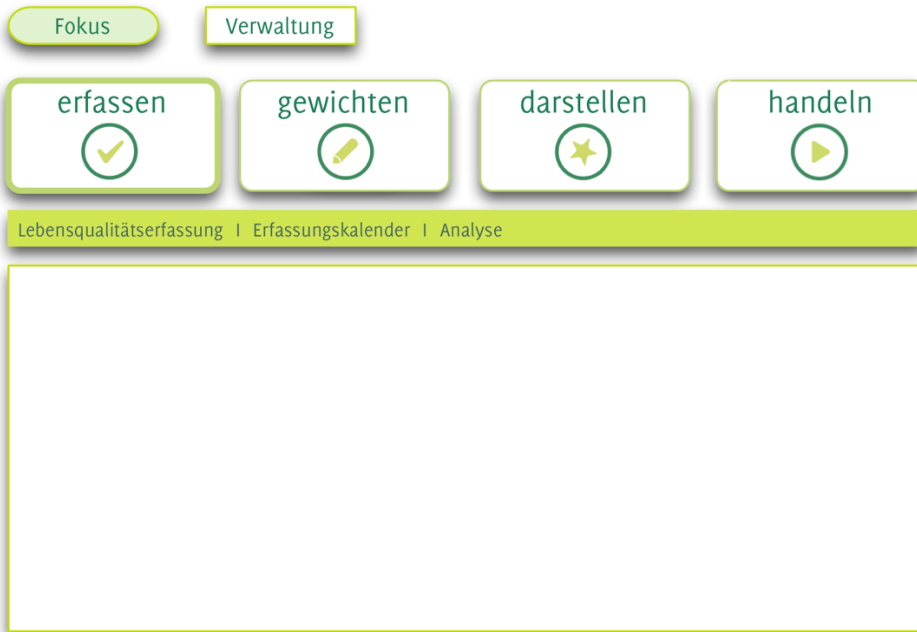 Fokus Verwaltung
erfassen gewichten darstellen handeln
Lebensqualitätserfassung I Erfassungskalender I Analyse